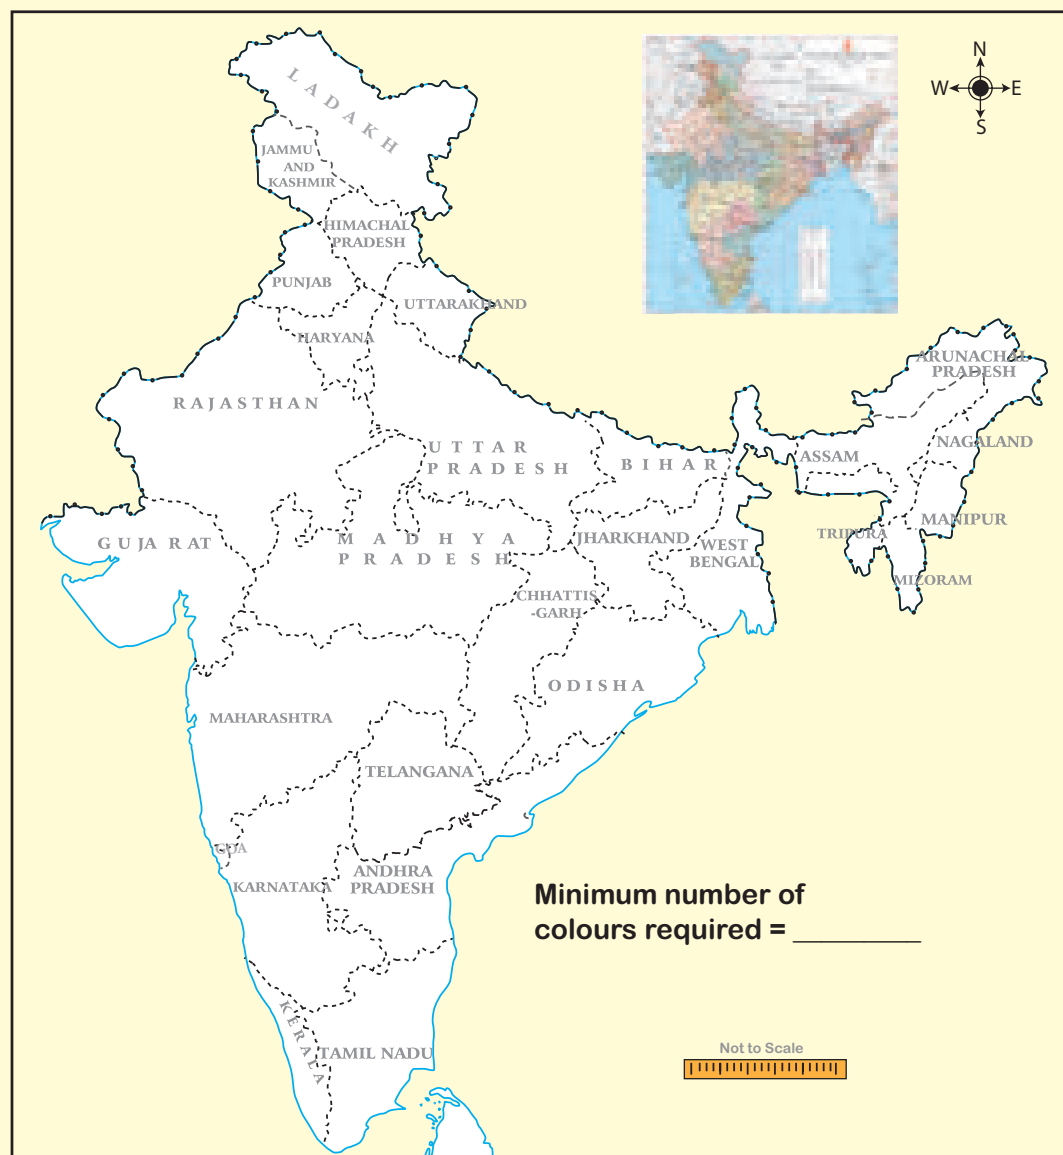 N
W E
S
LADAKH
JAMMU
AND
KASHMIR
HIMACHAL
PRADESH
PUNJAB
UTTARAKHAND
HARYANA
ARUNACHAL
PRADESH
RAJASTHAN
UTTAR
PRADESH
BIHAR
ASSAM
NAGALAND
GUJARAT
MADHYA
PRADESH
JHARKHAND
WEST
BENGAL
TRIPURA
MANIPUR
MIZORAM
CHHATTIS
-GARH
ODISHA
MAHARASHTRA
TELANGANA
GOA
KARNATAKA
ANDHRA
PRADESH
Minimum number of
colours required = ________
KERALA
TAMIL NADU
Not to Scale